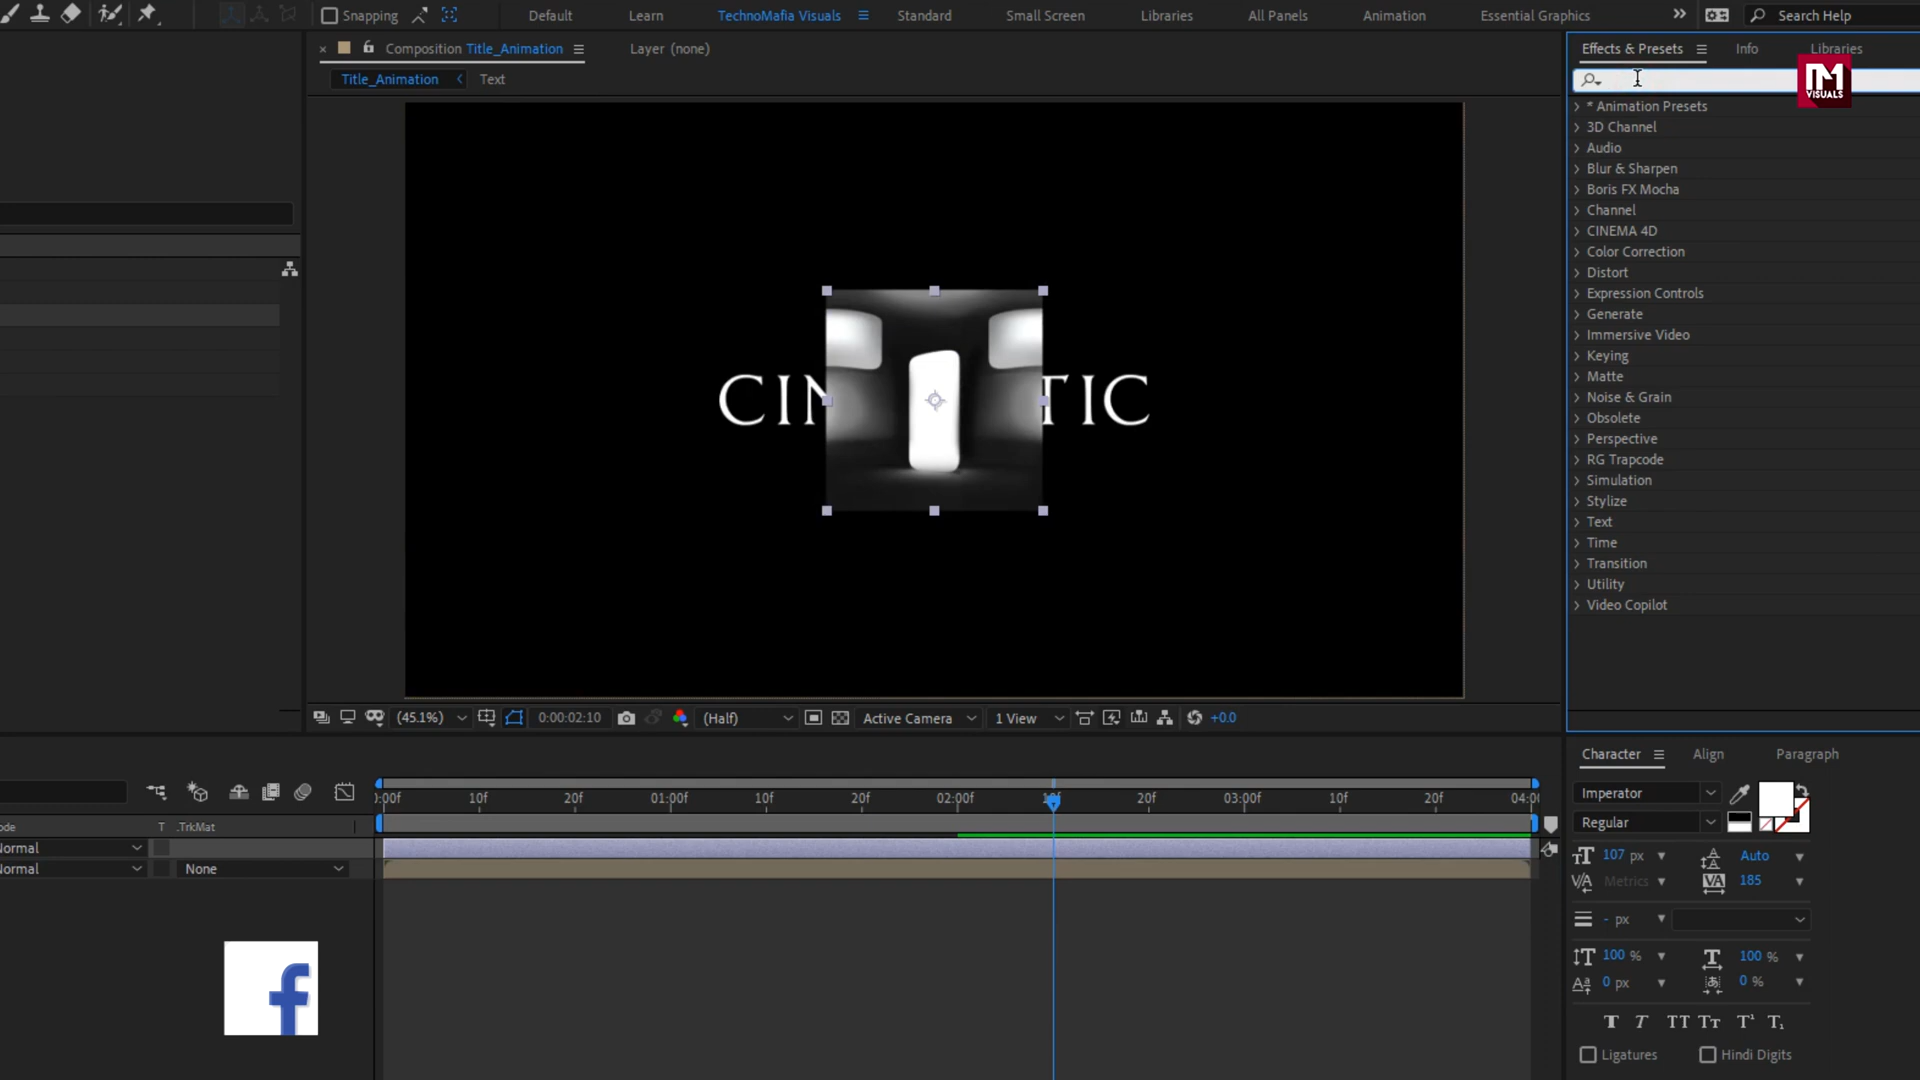 Snapping
Default
Learn
TechnoMafia Visuals
Standard
Small Screen
Libraries
All Panels
Animation
Essential Graphics
Search Help
Composition Title_Animation
Layer (none)
Title_Animation
Text
Effects & Presets
Info
Libraries
VISUALS
* Animation Presets
3D Channel
Audio
Blur & Sharpen
Boris FX Mocha
Channel
CINEMA 4D
Color Correction
Distort
Expression Controls
Generate
Immersive Video
Keying
Matte
Noise & Grain
Obsolete
Perspective
RG Trapcode
Simulation
Stylize
Text
Time
Transition
Utility
Video Copilot
CIN
TIC
(45.1%)
0:00:02:10
(Half)
Active Camera
1 View
+0.0
:00f
10f
20f
01:00f
10f
20f
02:00f
20f
03:00f
10f
20f
04:0
ode
T .TrkMat
Normal
Normal
None
Character
Align
Paragraph
Imperator
Regular
107 px
Auto
Metrics
185
- px
100 %
100 %
0 px
0 %
Ligatures
Hindi Digits